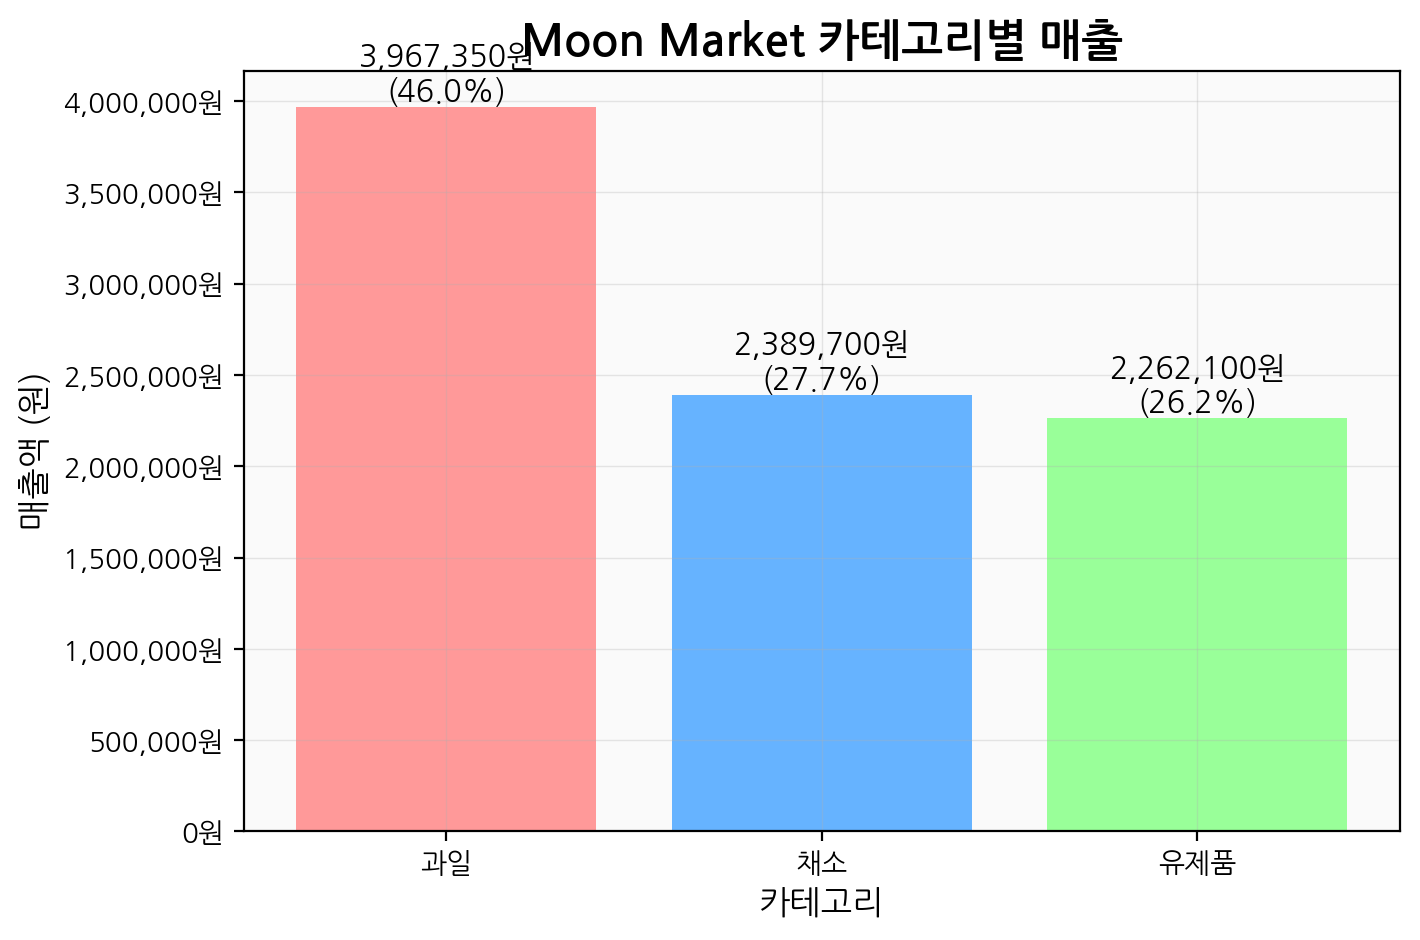 Moon Market 카테고리별 매출
3,967,350원
(46.0%)
2,389,700원
(27.7%)
2,262,100원
(26.2%)
매출액 (원)
4,000,000원
3,500,000원
3,000,000원
2,500,000원
2,000,000원
1,500,000원
1,000,000원
500,000원
0원
과일
채소
유제품
카테고리